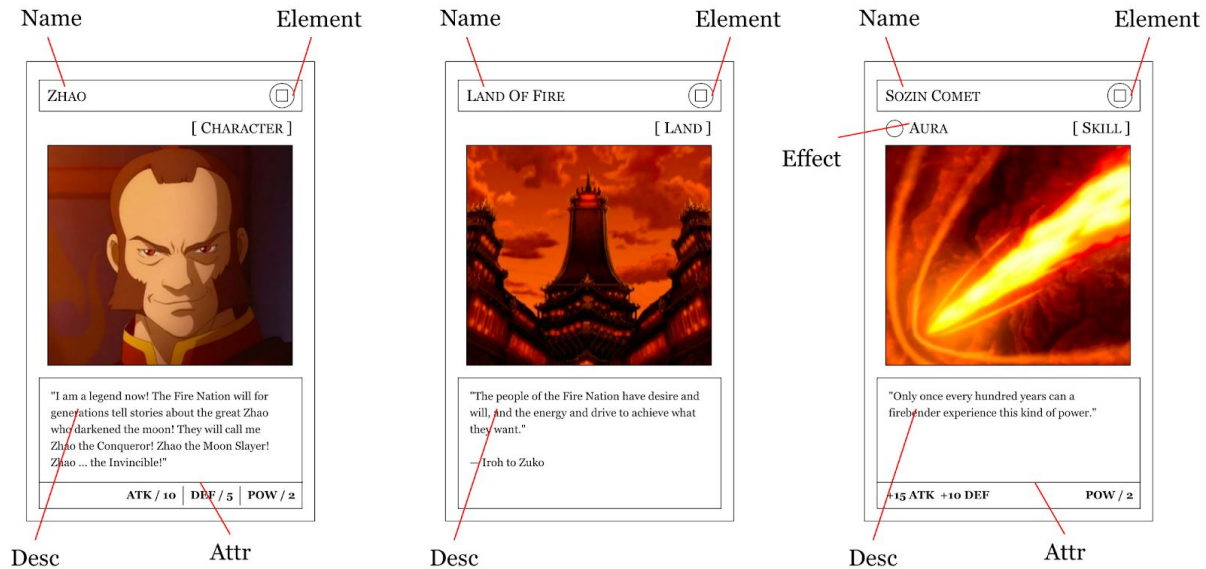 Name
Element
ZHAO
[ CHARACTER ]
"I am a legend now! The Fire Nation will for
generations tell stories about the great Zhao
who darkened the moon! They will call me
Zhao the Conqueror! Zhao the Moon Slayer!
Zhao ... the Invincible!"
ATK / 10 | DEF / 5 | POW / 2
Desc
Attr
Name
Element
LAND OF FIRE
[ LAND ]
"The people of the Fire Nation have desire and
will, and the energy and drive to achieve what
they want."
— Iroh to Zuko
Desc
Name
Element
SOZIN COMET
Effect
AURA
[ SKILL ]
"Only once every hundred years can a
firebender experience this kind of power."
+15 ATK +10 DEF
POW / 2
Desc
Attr